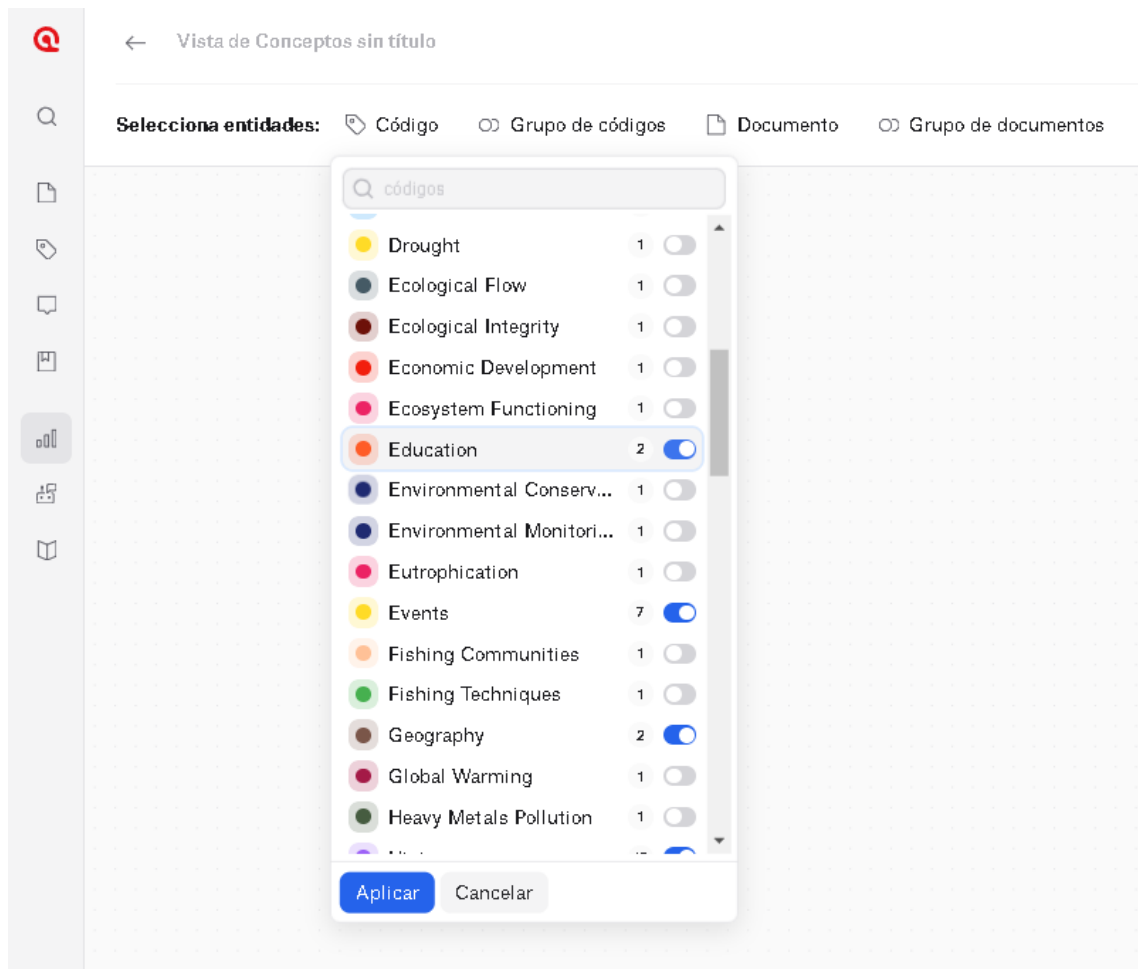 Vista de Conceptos sin título
Selecciona entidades: Código Grupo de códigos Documento Grupo de documentos
códigos
Drought 1
Ecological Flow 1
Ecological Integrity 1
Economic Development 1
Ecosystem Functioning 1
Education 2
Environmental Conserv... 1
Environmental Monitori... 1
Eutrophication 1
Events 7
Fishing Communities 1
Fishing Techniques 1
Geography 2
Global Warming 1
Heavy Metals Pollution 1
Aplicar Cancelar